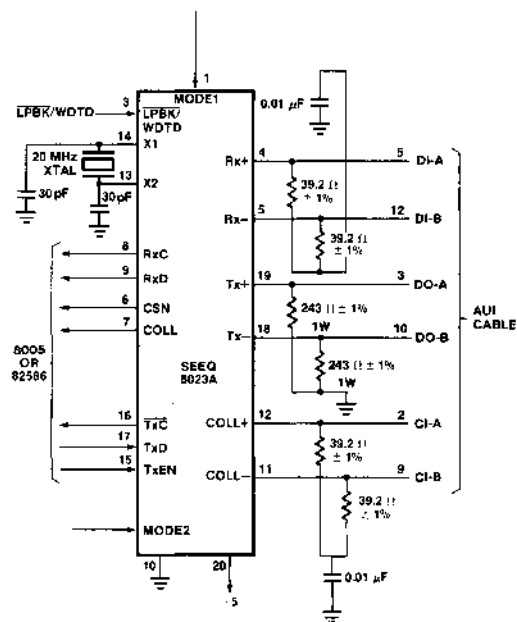 1
MODE1
0.01 μF
3
LPBK/WDTD
LPBK/
WDTD
14
X1
20 MHz
XTAL
13
X2
30 pF
30 pF
Rx+
4
5
DI-A
39.2 Ω
± 1%
Rx–
5
12
DI-B
39.2 Ω
± 1%
8
RxC
9
RxD
6
CSN
7
COLL
Tx+
19
3
DO-A
243 Ω ± 1%
1W
Tx–
18
10
DO-B
243 Ω ± 1%
1W
AUI
CABLE
8005
OR
82586
SEEQ
8023A
16
TxC
17
TxD
15
TxEN
COLL+
12
2
CI-A
39.2 Ω
± 1%
COLL–
11
9
CI-B
39.2 Ω
± 1%
MODE2
10
20
5
0.01 μF